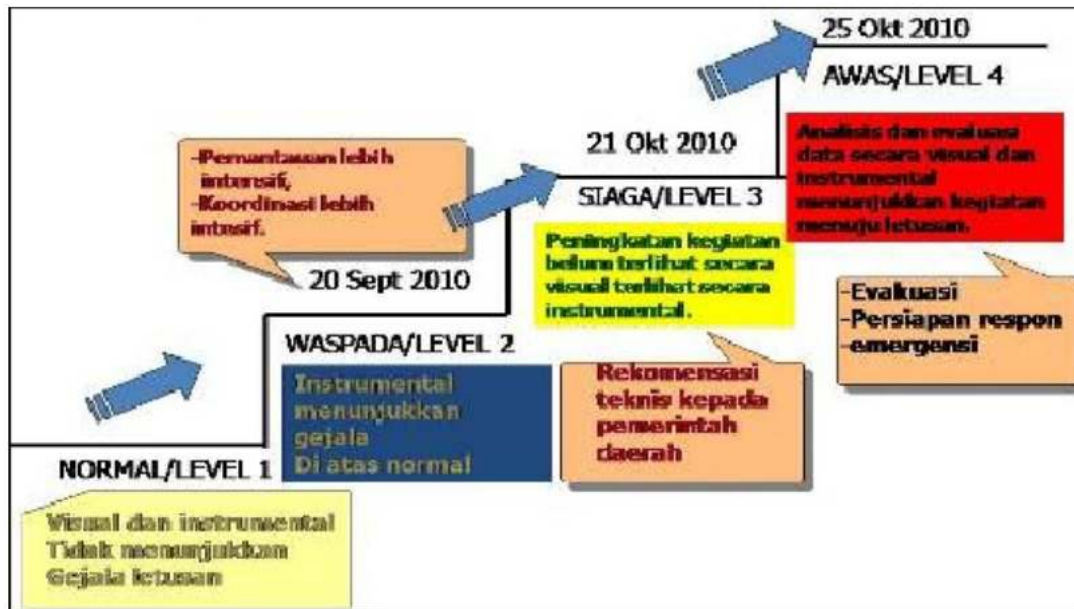 25 Okt 2010
AWAS/LEVEL 4
Analisis dan evaluasi
data secara visual dan
instrumental
menunjukkan kegiatan
menuju letusan.
-Evakuasi
-Persiapan respon
-emergensi
21 Okt 2010
SIAGA/LEVEL 3
Peningkatan kegiatan
belum terlihat secara
visual terlihat secara
instrumental.
Rekomensasi
teknis kepada
pemerintah
daerah
-Pemantauan lebih
intensif,
-Koordinasi lebih
intesif.
20 Sept 2010
WASPADA/LEVEL 2
Instrumental
menunjukkan
gejala
Di atas normal
NORMAL/LEVEL 1
Visual dan instrumental
Tidak menunjukkan
Gejala letusan